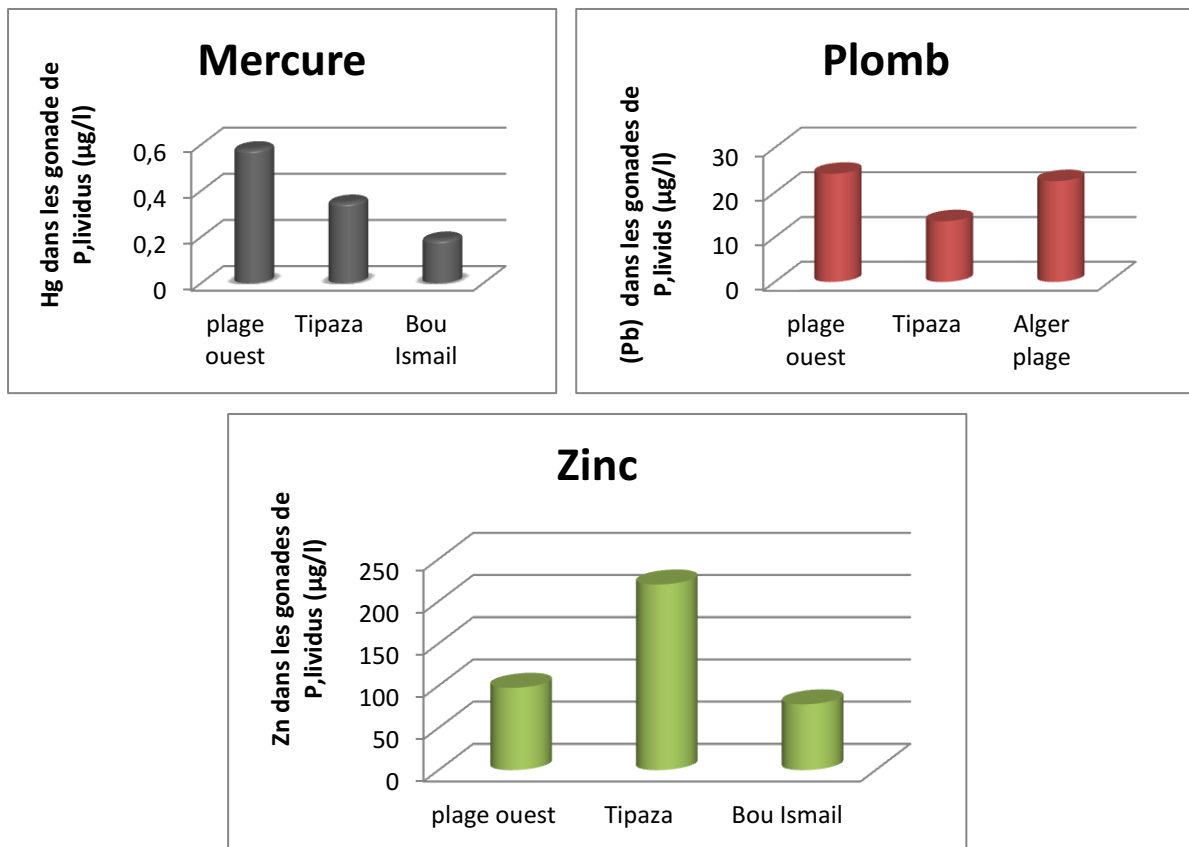 Mercure
Hg dans les gonade de
P,lividus (µg/l)
0,6
0,4
0,2
0
plage
ouest
Tipaza
Bou
Ismail
Plomb
(Pb) dans les gonades de
P,livids (µg/l)
30
20
10
0
plage
ouest
Tipaza
Alger
plage
Zinc
Zn dans les gonades de
P,lividus (µg/l)
250
200
150
100
50
0
plage ouest
Tipaza
Bou Ismail